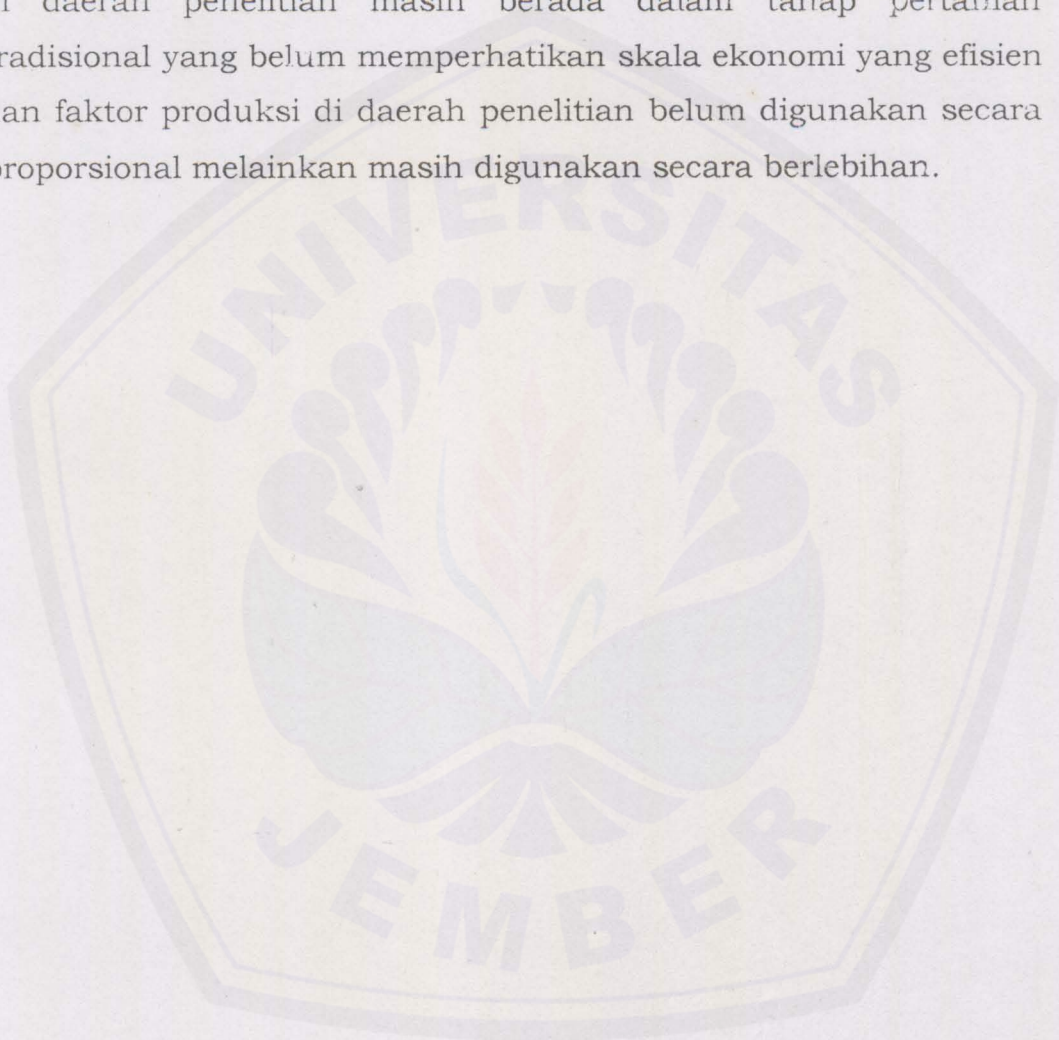 daerah penelitian masih berada dalam tahap pertanian
radisional yang belum memperhatikan skala ekonomi yang efisien
an faktor produksi di daerah penelitian belum digunakan secara
proporsional melainkan masih digunakan secara berlebihan.
UNIVERSITAS
JEMBER